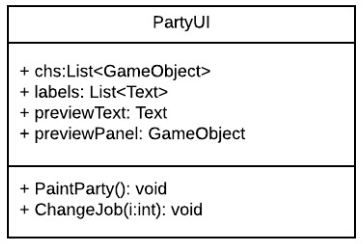 PartyUI
+ chs:List<GameObject>
+ labels: List<Text>
+ previewText: Text
+ previewPanel: GameObject
+ PaintParty(): void
+ ChangeJob(i:int): void